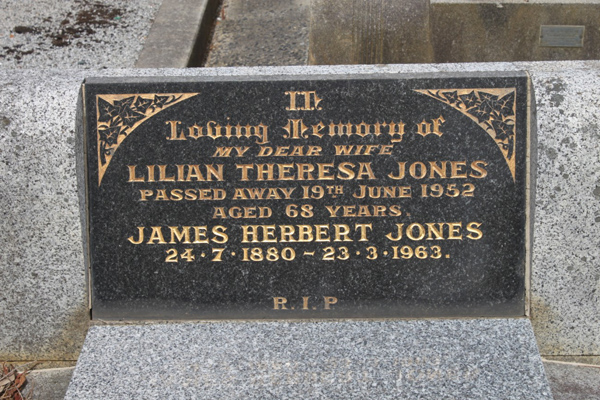 In
Loving Memory of
MY DEAR WIFE
LILIAN THERESA JONES
PASSED AWAY 19TH JUNE 1952
AGED 68 YEARS.
JAMES HERBERT JONES
24·7·1880 ~ 23·3·1963.
R.I.P